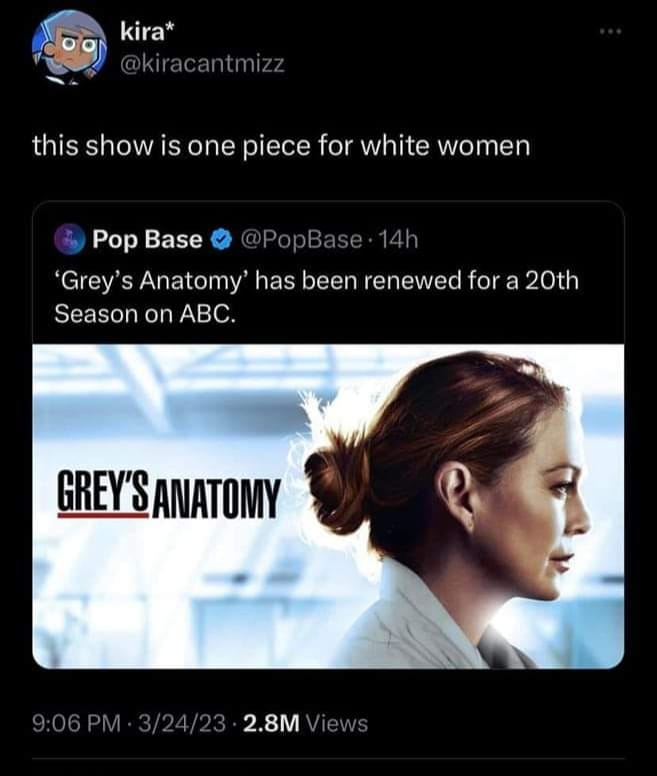 kira*
@kiracantmizz
this show is one piece for white women
Pop Base @PopBase · 14h
‘Grey’s Anatomy’ has been renewed for a 20th
Season on ABC.
GREY'S ANATOMY
9:06 PM · 3/24/23 · 2.8M Views